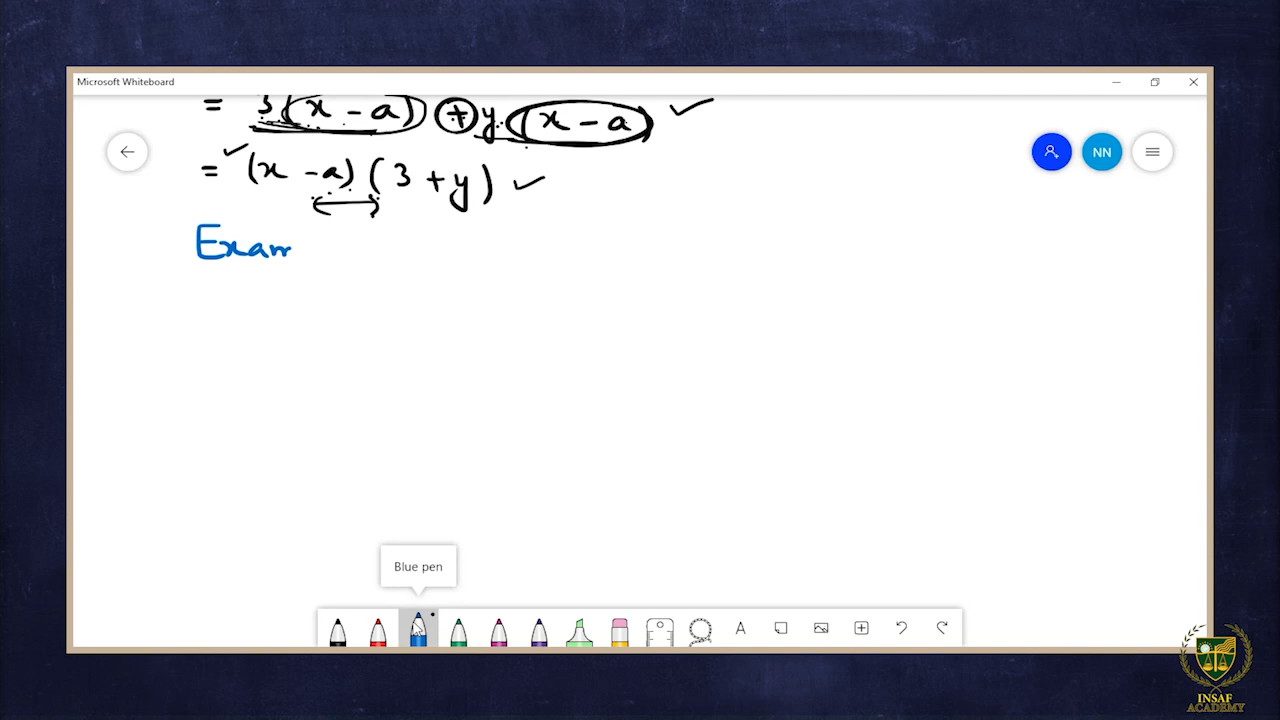 Microsoft Whiteboard
= 3(x - a) + y(x - a) ✓
NN
= ✓(x - a)(3 + y) ✓
Exam
Blue pen
A
INSAF
ACADEMY